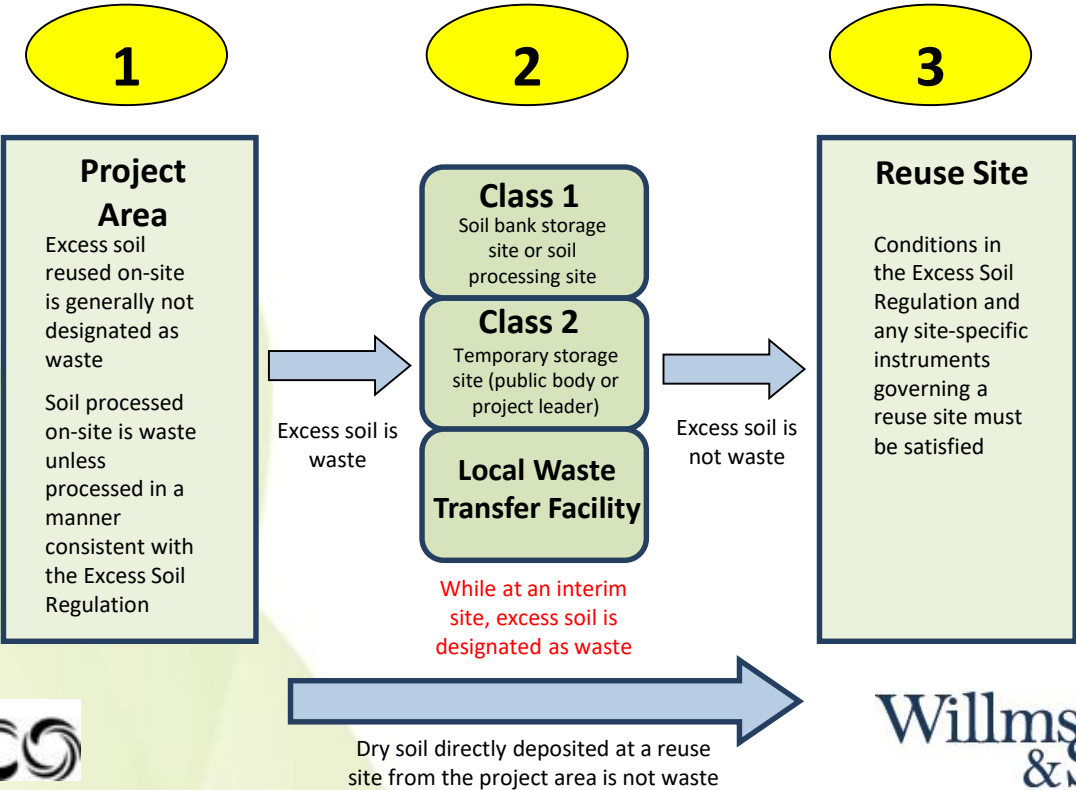 1
2
3
Project
Area
Excess soil
reused on-site
is generally not
designated as
waste
Soil processed
on-site is waste
unless
processed in a
manner
consistent with
the Excess Soil
Regulation
Excess soil is
waste
Class 1
Soil bank storage
site or soil
processing site
Class 2
Temporary storage
site (public body or
project leader)
Local Waste
Transfer Facility
While at an interim
site, excess soil is
designated as waste
Excess soil is
not waste
Reuse Site
Conditions in
the Excess Soil
Regulation and
any site-specific
instruments
governing a
reuse site must
be satisfied
Dry soil directly deposited at a reuse
site from the project area is not waste
CO
Willms
&